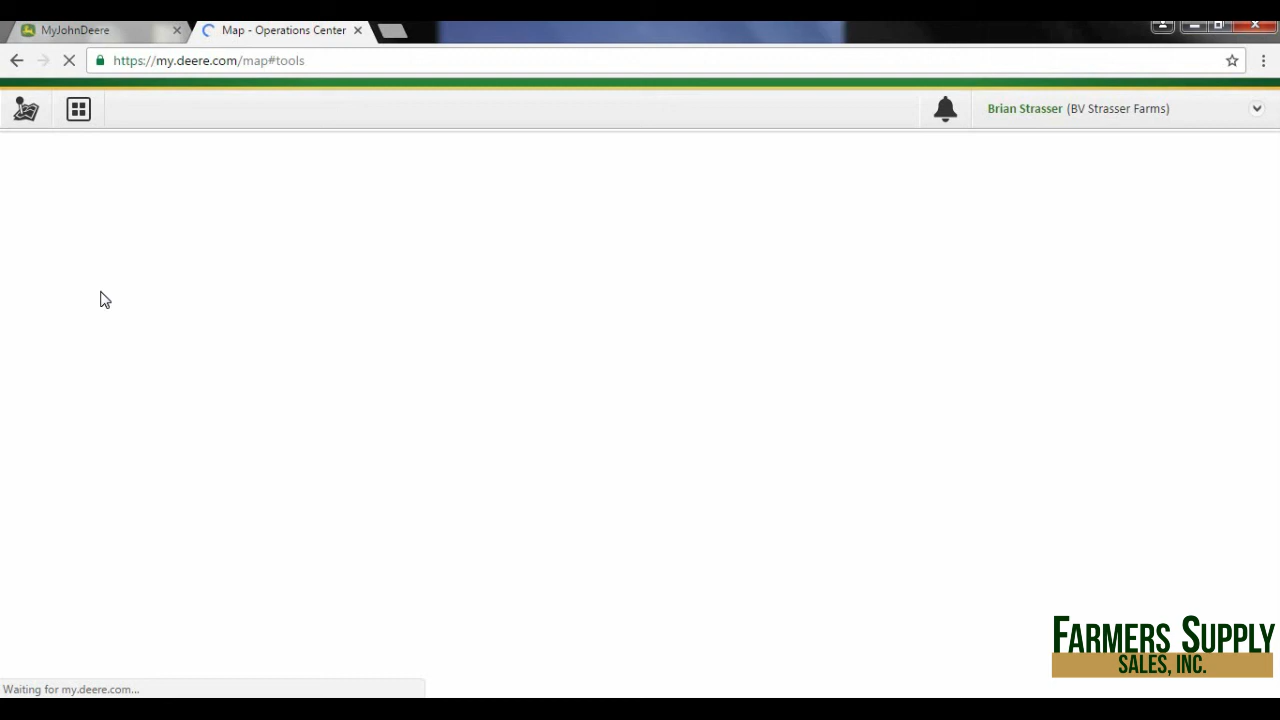 MyJohnDeere
Map - Operations Center
https://my.deere.com/map#tools
Brian Strasser (BV Strasser Farms)
FARMERS SUPPLY
SALES, INC.
Waiting for my.deere.com...